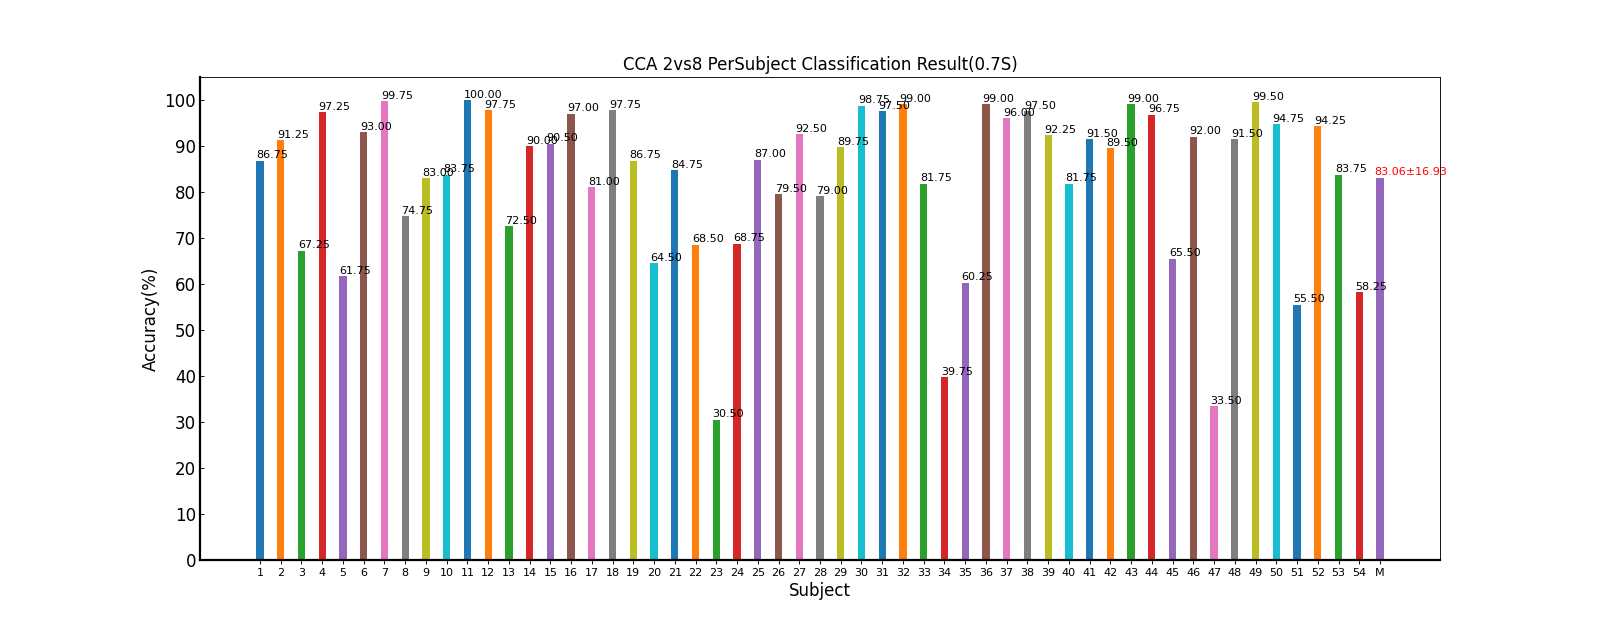 CCA 2vs8 PerSubject Classification Result(0.7S)
Accuracy(%)
100
90
80
70
60
50
40
30
20
10
0
86.75 91.25 67.25 97.25 61.75 93.00 99.75 74.75 83.00 83.75 100.00 97.75 72.50 90.00 90.50 97.00 81.00 97.75 86.75 64.50 84.75 68.50 30.50 68.75 87.00 79.50 92.50 79.00 89.75 98.75 97.50 99.00 81.75 39.75 60.25 99.00 96.00 97.50 92.25 81.75 91.50 89.50 99.00 96.75 65.50 92.00 33.50 91.50 99.50 94.75 55.50 94.25 83.75 58.25 83.06±16.93
1 2 3 4 5 6 7 8 9 10 11 12 13 14 15 16 17 18 19 20 21 22 23 24 25 26 27 28 29 30 31 32 33 34 35 36 37 38 39 40 41 42 43 44 45 46 47 48 49 50 51 52 53 54 M
Subject